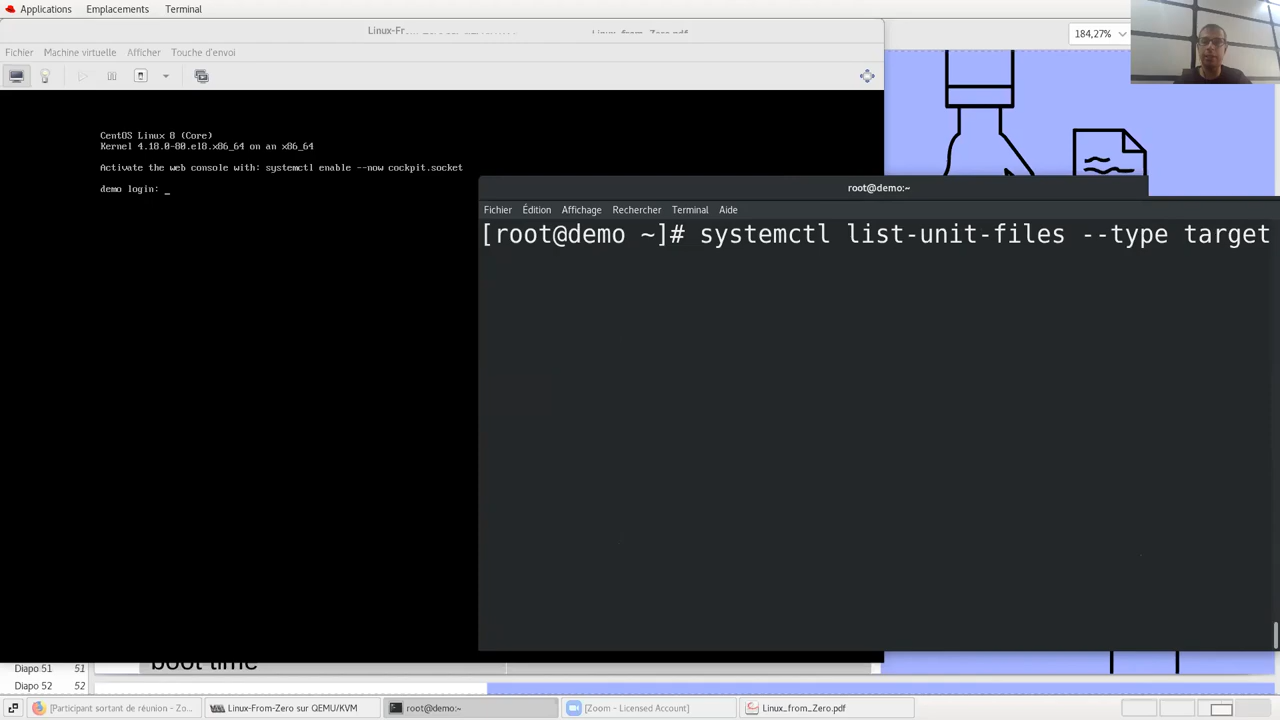 Applications Emplacements Terminal
Linux_from_Zero.pdf
184,27%
Fichier Machine virtuelle Afficher Touche d'envoi
CentOS Linux 8 (Core)
Kernel 4.18.0-80.el8.x86_64 on an x86_64
Activate the web console with: systemctl enable --now cockpit.socket
demo login: _
root@demo:~
Fichier Édition Affichage Rechercher Terminal Aide
[root@demo ~]# systemctl list-unit-files --type target
boot time
Diapo 51 51
Diapo 52 52
[Participant sortant de réunion - Zo...
Linux-From-Zero sur QEMU/KVM
root@demo:~
[Zoom - Licensed Account]
Linux_from_Zero.pdf